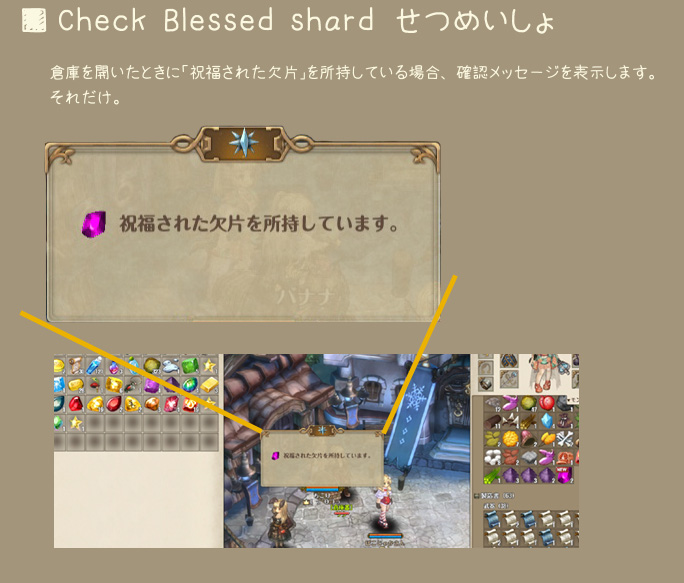 Check Blessed shard せつめいしょ
倉庫を開いたときに「祝福された欠片」を所持している場合、確認メッセージを表示します。
それだけ。
祝福された欠片を所持しています。
バナナ
祝福された欠片を所持しています。